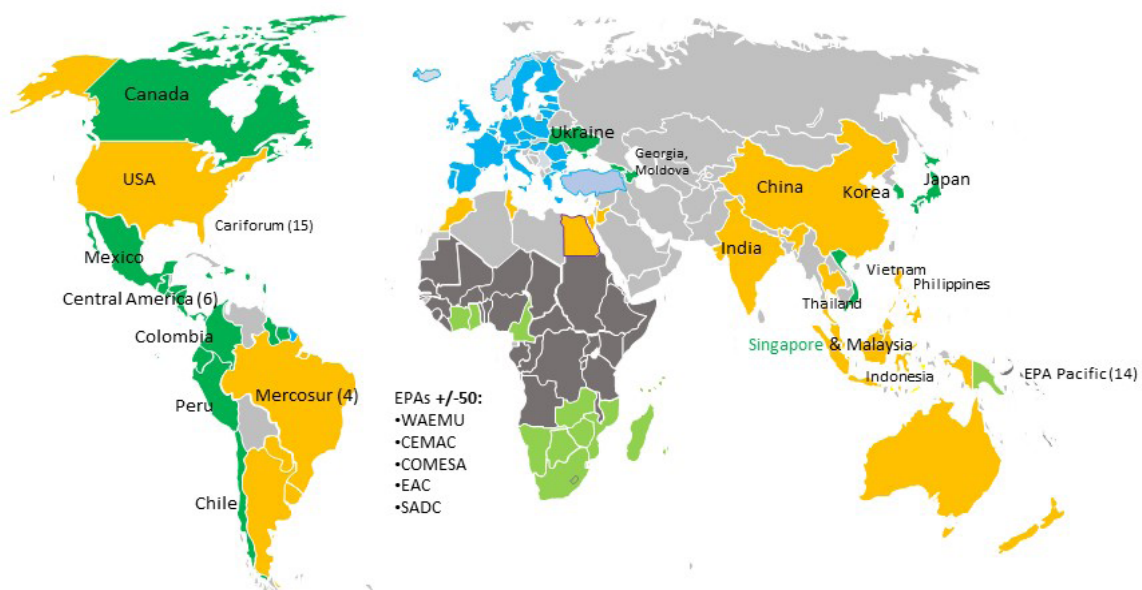 Canada
USA
Cariforum (15)
Mexico
Central America (6)
Colombia
Peru
Mercosur (4)
Chile
EPAs +/-50:
•WAEMU
•CEMAC
•COMESA
•EAC
•SADC
Ukraine
Georgia,
Moldova
China
Korea
Japan
India
Vietnam
Philippines
Thailand
Singapore & Malaysia
Indonesia
EPA Pacific (14)